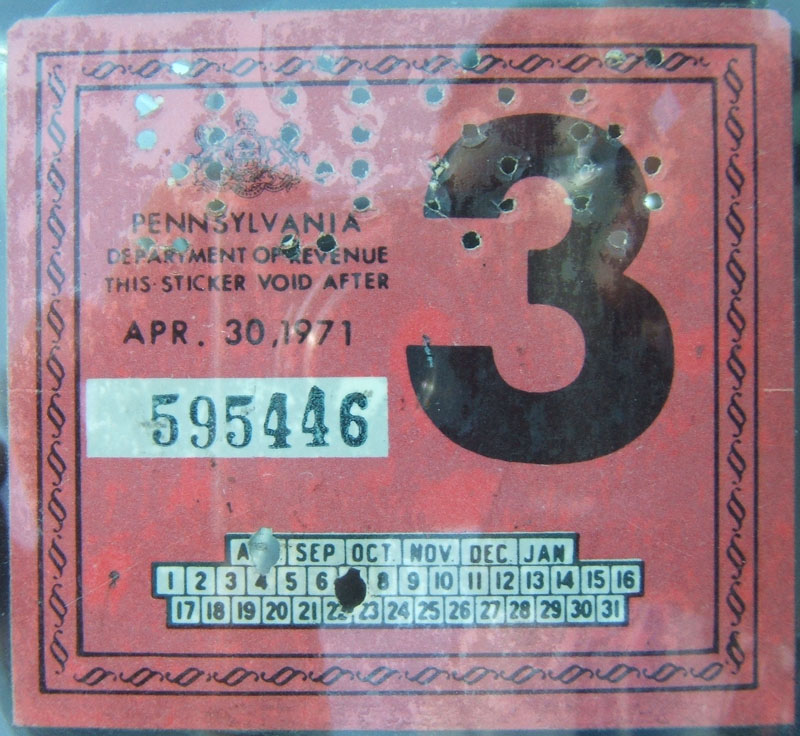 PENNSYLVANIA
DEPARTMENT OF REVENUE
THIS STICKER VOID AFTER
APR. 30, 1971
595446
3
SEP OCT. NOV. DEC. JAN
1 2 3 4 5 6 8 9 10 11 12 13 14 15 16
17 18 19 20 21 22 23 24 25 26 27 28 29 30 31